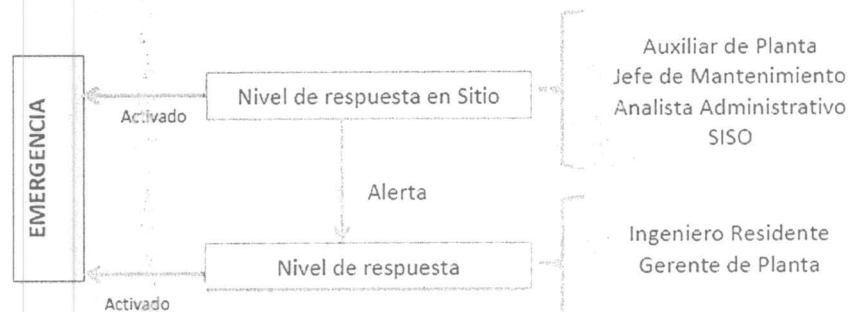 EMERGENCIA
Activado
Nivel de respuesta en Sitio
Auxiliar de Planta
Jefe de Mantenimiento
Analista Administrativo
SISO
Alerta
Activado
Nivel de respuesta
Ingeniero Residente
Gerente de Planta